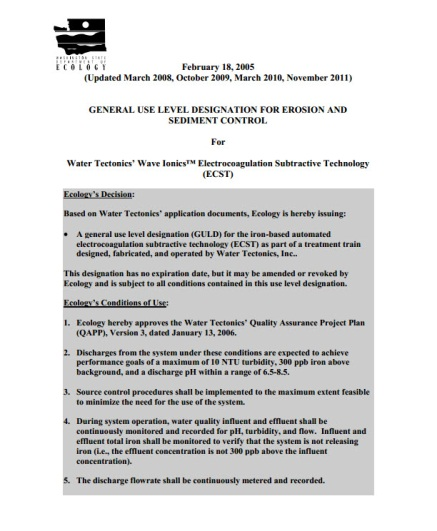 WASHINGTON STATE
DEPARTMENT OF
ECOLOGY
February 18, 2005
(Updated March 2008, October 2009, March 2010, November 2011)
GENERAL USE LEVEL DESIGNATION FOR EROSION AND
SEDIMENT CONTROL
For
Water Tectonics’ Wave Ionics™ Electrocoagulation Subtractive Technology
(ECST)
Ecology’s Decision:
Based on Water Tectonics’ application documents, Ecology is hereby issuing:
• A general use level designation (GULD) for the iron-based automated
electrocoagulation subtractive technology (ECST) as part of a treatment train
designed, fabricated, and operated by Water Tectonics, Inc..
This designation has no expiration date, but it may be amended or revoked by
Ecology and is subject to all conditions contained in this use level designation.
Ecology’s Conditions of Use:
1. Ecology hereby approves the Water Tectonics’ Quality Assurance Project Plan
(QAPP), Version 3, dated January 13, 2006.
2. Discharges from the system under these conditions are expected to achieve
performance goals of a maximum of 10 NTU turbidity, 300 ppb iron above
background, and a discharge pH within a range of 6.5-8.5.
3. Source control procedures shall be implemented to the maximum extent feasible
to minimize the need for the use of the system.
4. During system operation, water quality influent and effluent shall be
continuously monitored and recorded for pH, turbidity, and flow. Influent and
effluent total iron shall be monitored to verify that the system is not releasing
iron (i.e., the effluent concentration is not 300 ppb above the influent
concentration).
5. The discharge flowrate shall be continuously metered and recorded.